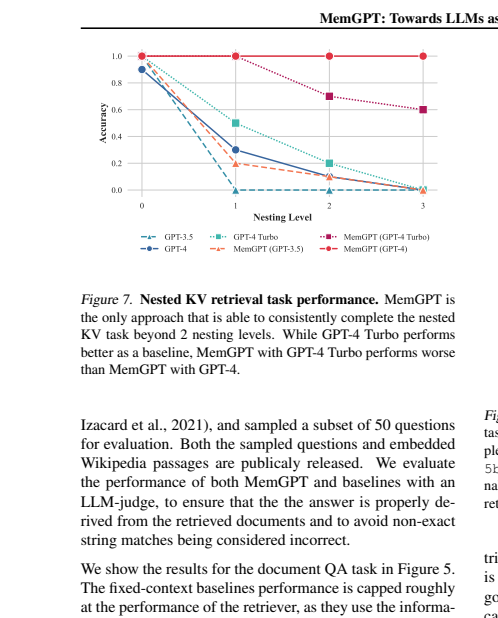 MemGPT: Towards LLMs as
1.0
0.8
0.6
0.4
0.2
0.0
Accuracy
0 1 2 3
Nesting Level
GPT-3.5 GPT-4 Turbo MemGPT (GPT-4 Turbo)
GPT-4 MemGPT (GPT-3.5) MemGPT (GPT-4)
Figure 7. Nested KV retrieval task performance. MemGPT is
the only approach that is able to consistently complete the nested
KV task beyond 2 nesting levels. While GPT-4 Turbo performs
better as a baseline, MemGPT with GPT-4 Turbo performs worse
than MemGPT with GPT-4.
Izacard et al., 2021), and sampled a subset of 50 questions
for evaluation. Both the sampled questions and embedded
Wikipedia passages are publicaly released. We evaluate
the performance of both MemGPT and baselines with an
LLM-judge, to ensure that the the answer is properly de-
rived from the retrieved documents and to avoid non-exact
string matches being considered incorrect.
We show the results for the document QA task in Figure 5.
The fixed-context baselines performance is capped roughly
at the performance of the retriever, as they use the informa-
Fig
tas
ple
5b
na
ret
tri
is
go